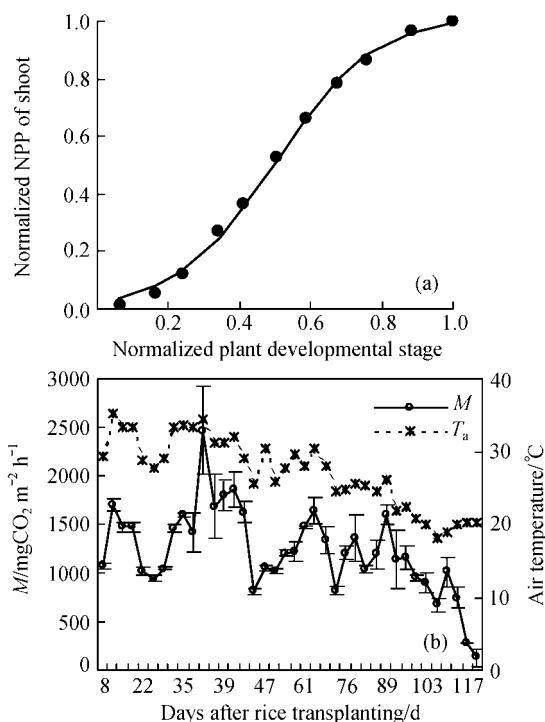 1.0
0.8
0.6
0.4
0.2
0.0
Normalized NPP of shoot
(a)
0.2 0.4 0.6 0.8 1.0
Normalized plant developmental stage
3000
2500
2000
1500
1000
500
0
M/mgCO₂ m⁻² h⁻¹
M
Tₐ
40
30
20
10
0
Air temperature/℃
(b)
8 22 35 47 51 63 76 89 103 117
Days after rice transplanting/d